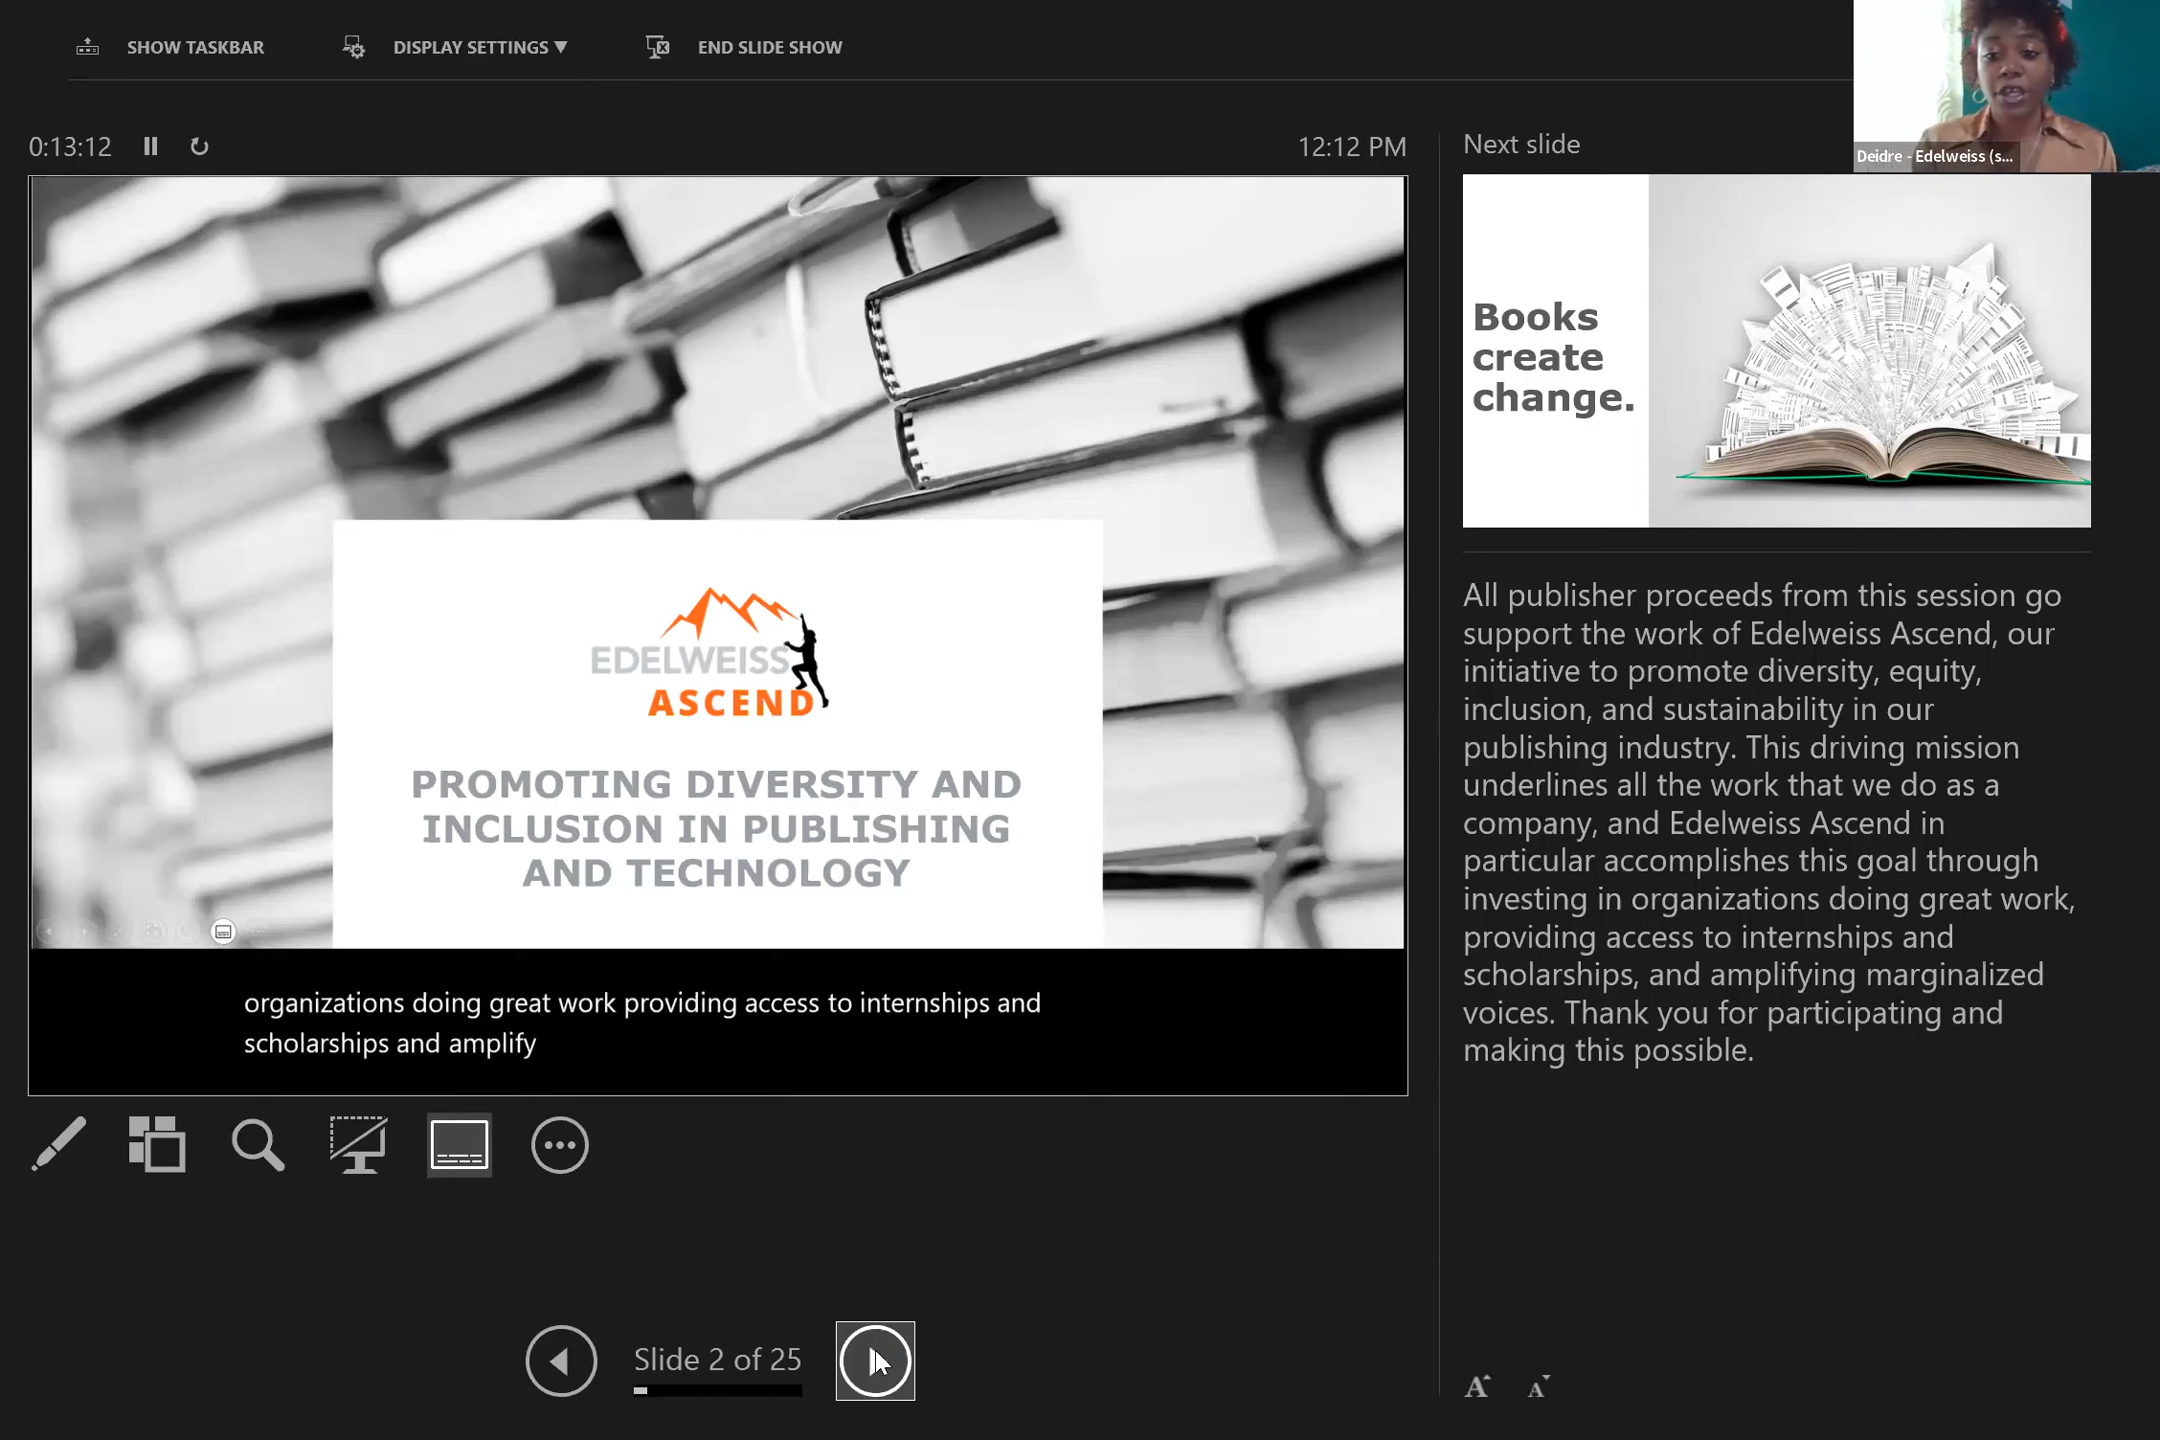 SHOW TASKBAR
DISPLAY SETTINGS ▼
END SLIDE SHOW
Deidre - Edelweiss (s...
0:13:12
12:12 PM
Next slide
Books
create
change.
EDELWEISS
ASCEND
PROMOTING DIVERSITY AND
INCLUSION IN PUBLISHING
AND TECHNOLOGY
organizations doing great work providing access to internships and
scholarships and amplify
All publisher proceeds from this session go
support the work of Edelweiss Ascend, our
initiative to promote diversity, equity,
inclusion, and sustainability in our
publishing industry. This driving mission
underlines all the work that we do as a
company, and Edelweiss Ascend in
particular accomplishes this goal through
investing in organizations doing great work,
providing access to internships and
scholarships, and amplifying marginalized
voices. Thank you for participating and
making this possible.
Slide 2 of 25
A A